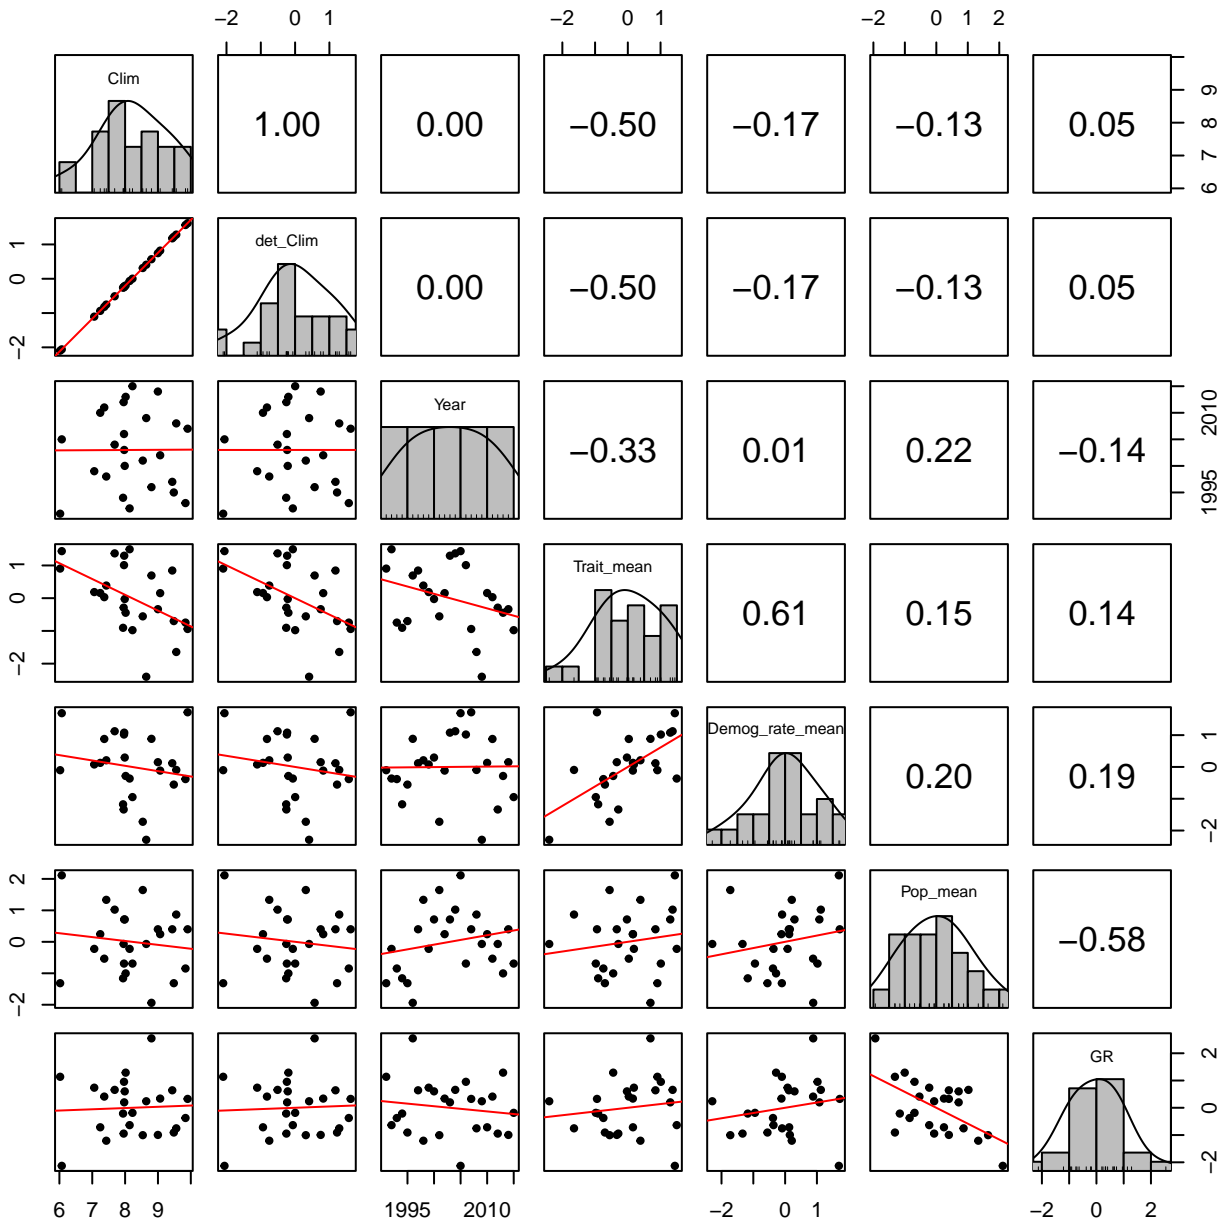 −2 0 1 −2 0 1 −2 0 1 2
Clim 1.00 0.00 −0.50 −0.17 −0.13 0.05 6 7 8 9
−2 0 1 det_Clim 0.00 −0.50 −0.17 −0.13 0.05
Year −0.33 0.01 0.22 −0.14 1995 2010
−2 0 1 Trait_mean 0.61 0.15 0.14
Demog_rate_mean 0.20 0.19 −2 0 1
−2 0 1 2 Pop_mean −0.58
GR −2 0 2
6 7 8 9 1995 2010 −2 0 1 −2 0 2